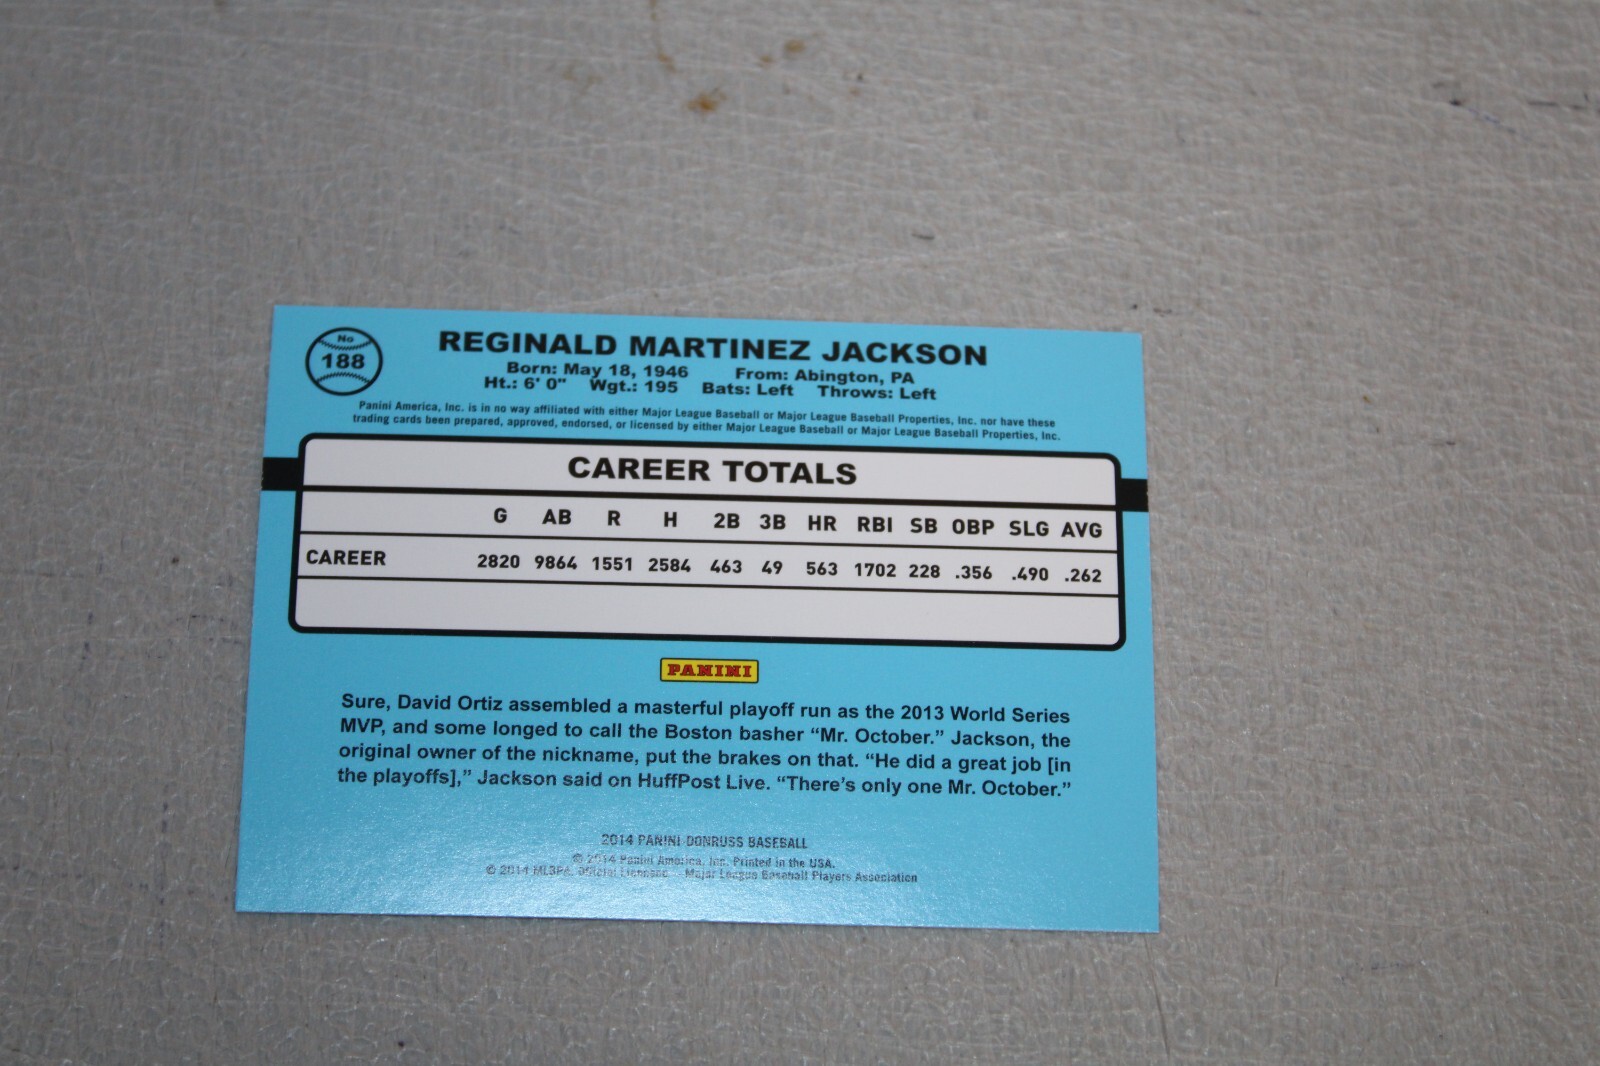 No
188
REGINALD MARTINEZ JACKSON
Born: May 18, 1946 From: Abington, PA
Ht.: 6' 0" Wgt.: 195 Bats: Left Throws: Left
Panini America, Inc. is in no way affiliated with either Major League Baseball or Major League Baseball Properties, Inc. nor have these
trading cards been prepared, approved, endorsed, or licensed by either Major League Baseball or Major League Baseball Properties, Inc.
CAREER TOTALS
G AB R H 2B 3B HR RBI SB OBP SLG AVG
CAREER 2820 9864 1551 2584 463 49 563 1702 228 .356 .490 .262
PANINI
Sure, David Ortiz assembled a masterful playoff run as the 2013 World Series
MVP, and some longed to call the Boston basher “Mr. October.” Jackson, the
original owner of the nickname, put the brakes on that. “He did a great job [in
the playoffs],” Jackson said on HuffPost Live. “There’s only one Mr. October.”
2014 PANINI DONRUSS BASEBALL
© 2014 Panini America, Inc. Printed in the USA.
© 2014 MLBPA. Official Licensee - Major League Baseball Players Association